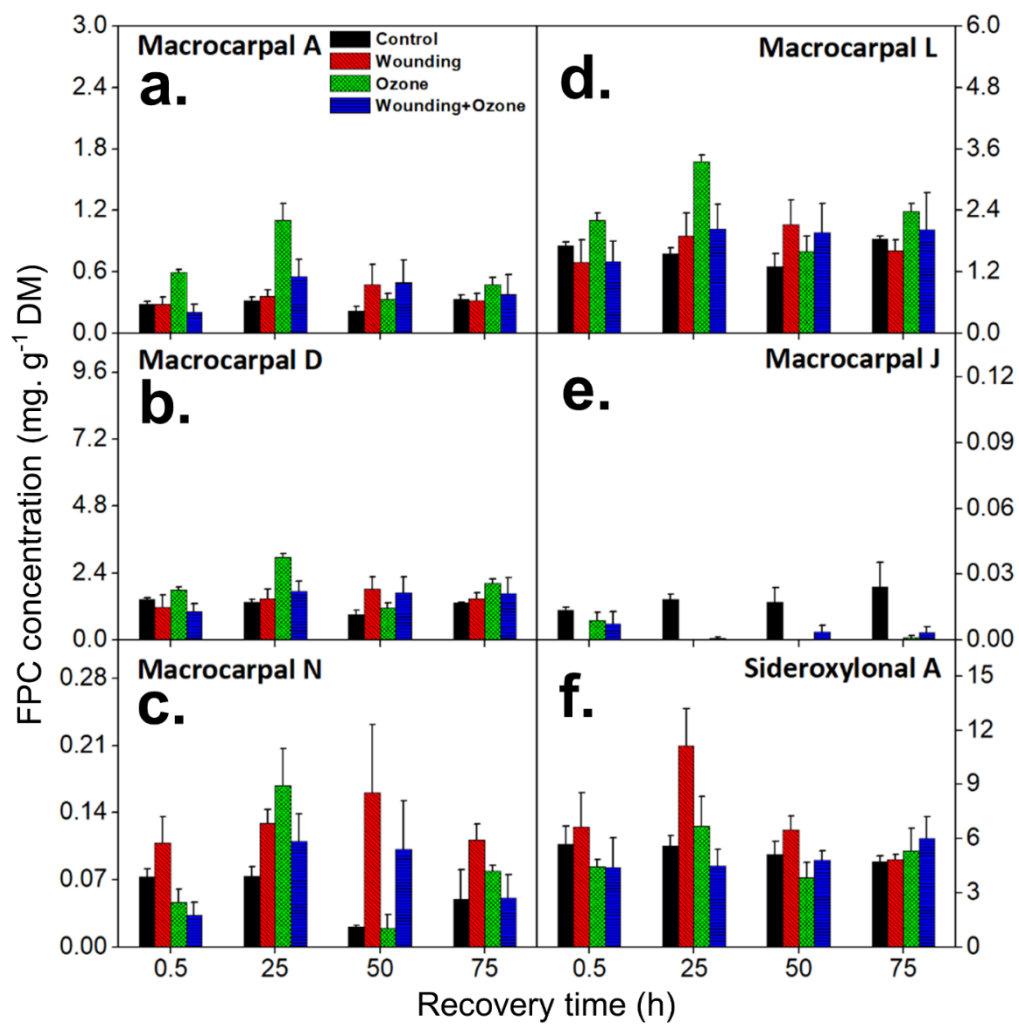 Macrocarpal A
a.
Control
Wounding
Ozone
Wounding+Ozone
3.0
2.4
1.8
1.2
0.6
0.0
Macrocarpal L
d.
6.0
4.8
3.6
2.4
1.2
0.0
Macrocarpal D
b.
9.6
7.2
4.8
2.4
0.0
Macrocarpal J
e.
0.12
0.09
0.06
0.03
0.00
Macrocarpal N
c.
0.28
0.21
0.14
0.07
0.00
Sideroxylonal A
f.
15
12
9
6
3
0
0.5 25 50 75 0.5 25 50 75
Recovery time (h)
FPC concentration (mg. g-1 DM)